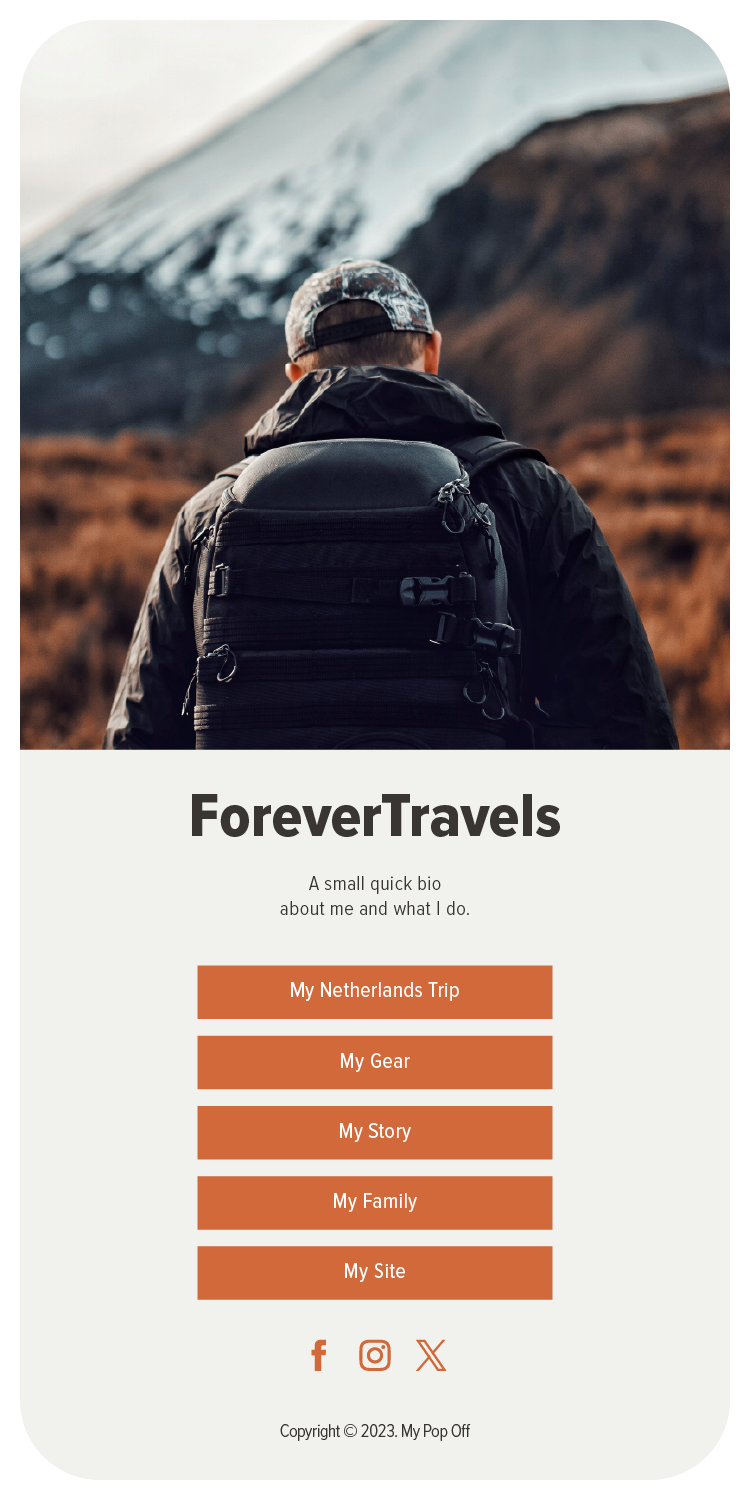 ForeverTravels
A small quick bio
about me and what I do.
My Netherlands Trip
My Gear
My Story
My Family
My Site
Copyright © 2023. My Pop Off